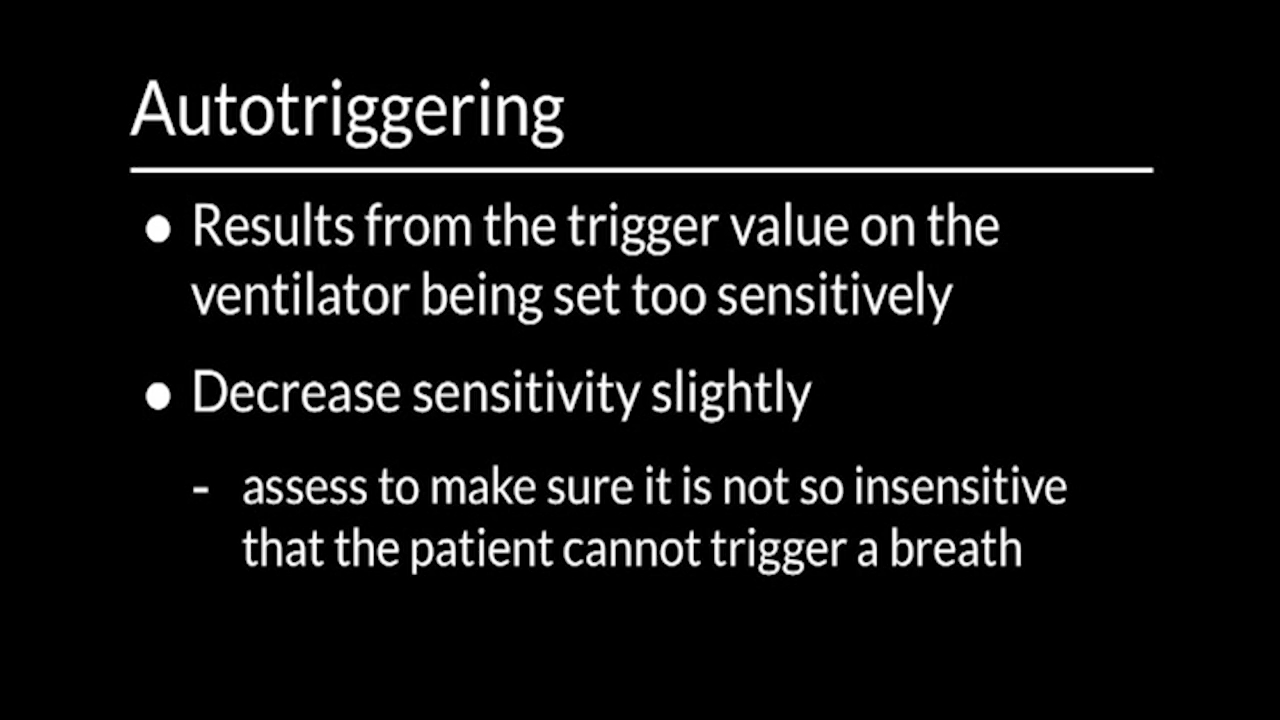 Autotriggering
● Results from the trigger value on the
ventilator being set too sensitively
● Decrease sensitivity slightly
- assess to make sure it is not so insensitive
that the patient cannot trigger a breath